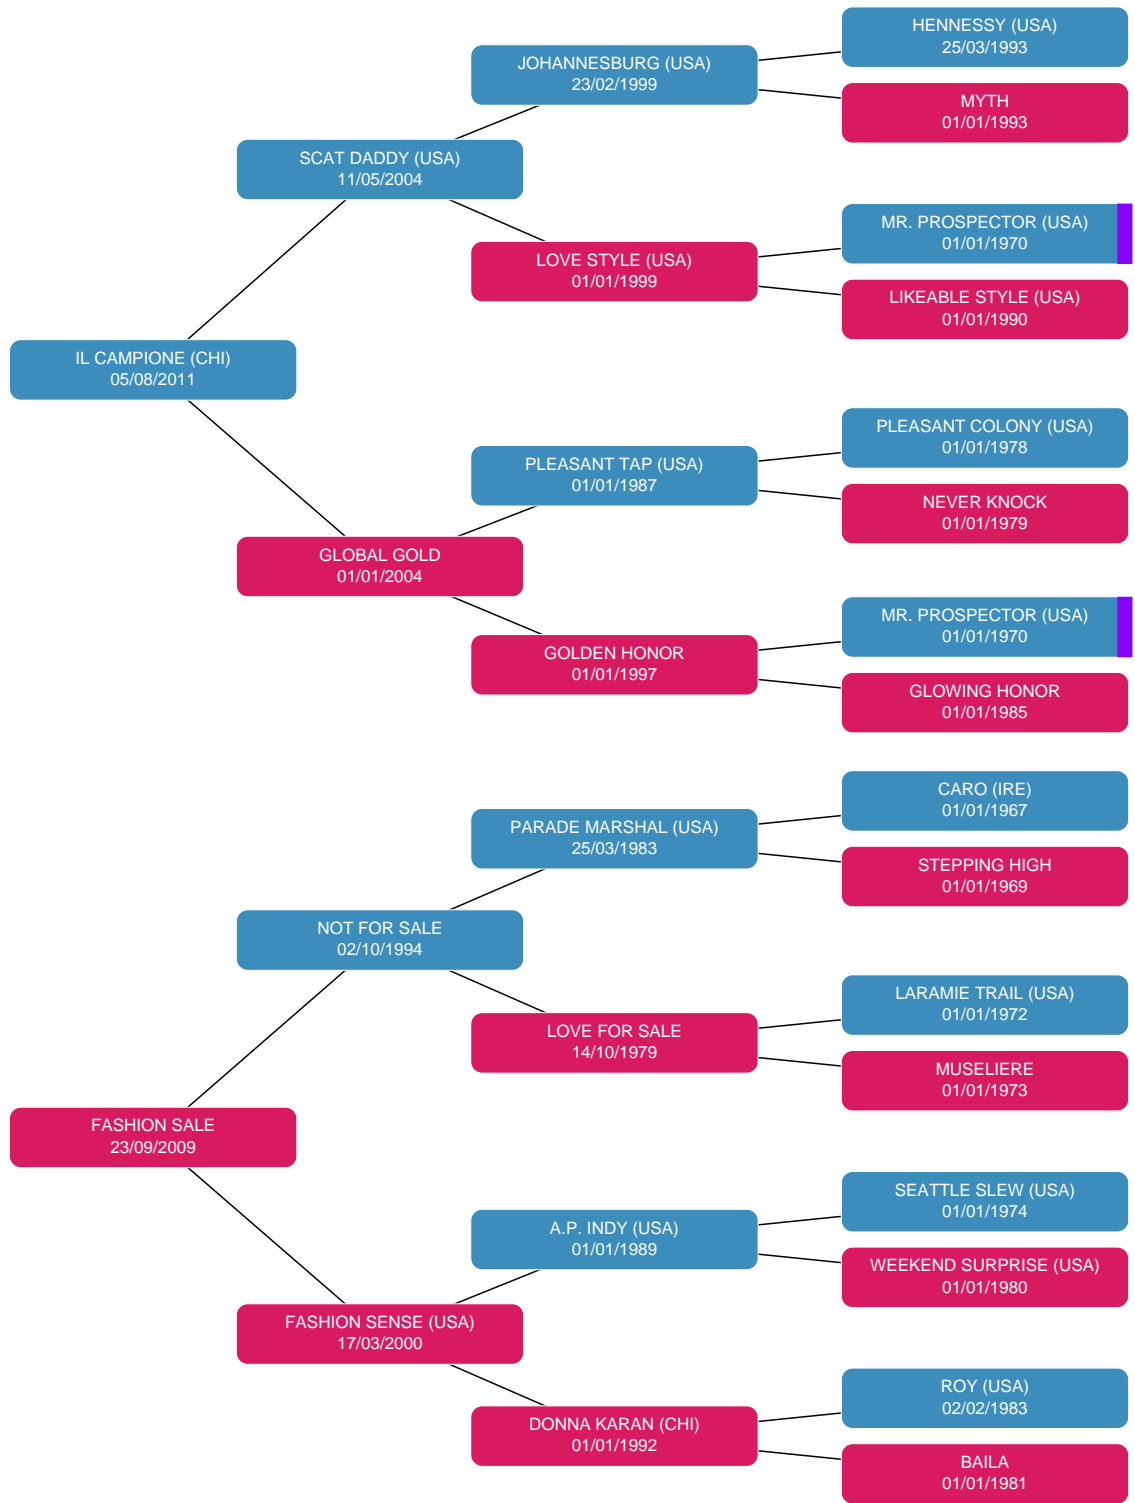 HENNESSY (USA)
25/03/1993
JOHANNESBURG (USA)
23/02/1999
MYTH
01/01/1993
SCAT DADDY (USA)
11/05/2004
MR. PROSPECTOR (USA)
01/01/1970
LOVE STYLE (USA)
01/01/1999
LIKEABLE STYLE (USA)
01/01/1990
IL CAMPIONE (CHI)
05/08/2011
PLEASANT COLONY (USA)
01/01/1978
PLEASANT TAP (USA)
01/01/1987
NEVER KNOCK
01/01/1979
GLOBAL GOLD
01/01/2004
MR. PROSPECTOR (USA)
01/01/1970
GOLDEN HONOR
01/01/1997
GLOWING HONOR
01/01/1985
CARO (IRE)
01/01/1967
PARADE MARSHAL (USA)
25/03/1983
STEPPING HIGH
01/01/1969
NOT FOR SALE
02/10/1994
LARAMIE TRAIL (USA)
01/01/1972
LOVE FOR SALE
14/10/1979
MUSELIERE
01/01/1973
FASHION SALE
23/09/2009
SEATTLE SLEW (USA)
01/01/1974
A.P. INDY (USA)
01/01/1989
WEEKEND SURPRISE (USA)
01/01/1980
FASHION SENSE (USA)
17/03/2000
ROY (USA)
02/02/1983
DONNA KARAN (CHI)
01/01/1992
BAILA
01/01/1981